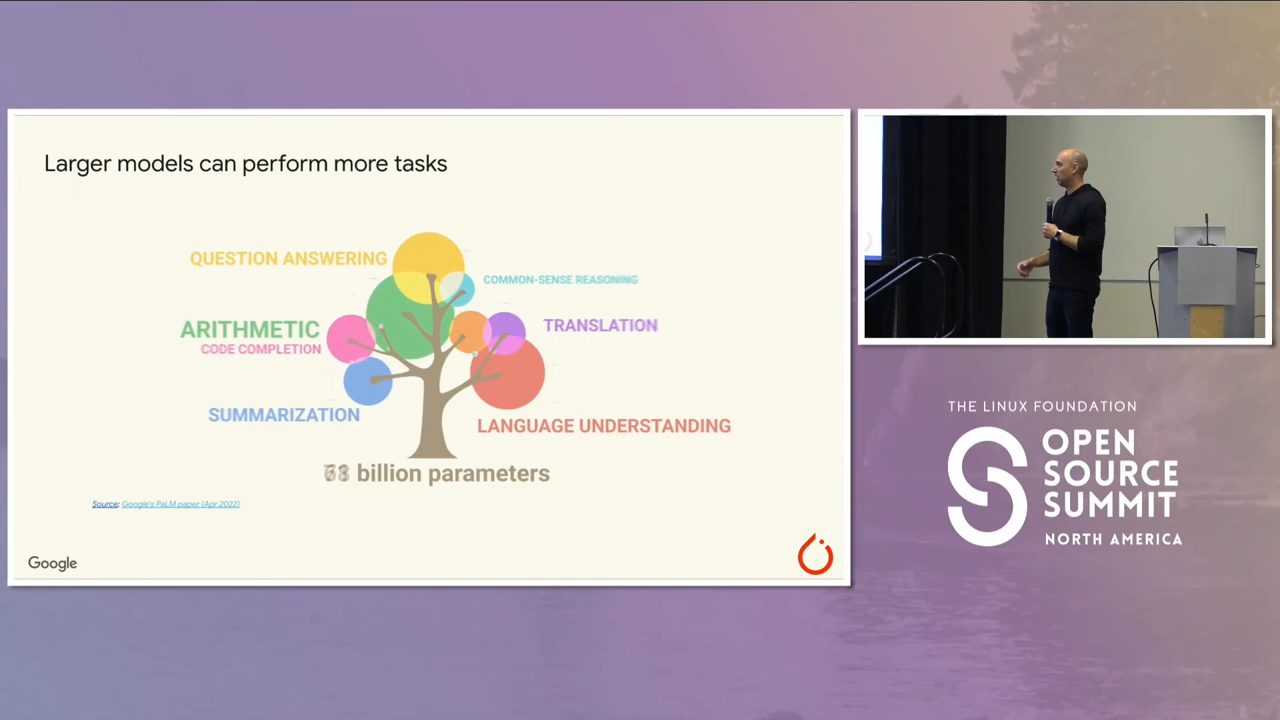 Larger models can perform more tasks
QUESTION ANSWERING
COMMON-SENSE REASONING
ARITHMETIC
TRANSLATION
CODE COMPLETION
SUMMARIZATION
LANGUAGE UNDERSTANDING
billion parameters
Source: Google's PaLM paper (Apr 2022)
Google
THE LINUX FOUNDATION
OPEN
SOURCE
SUMMIT
NORTH AMERICA